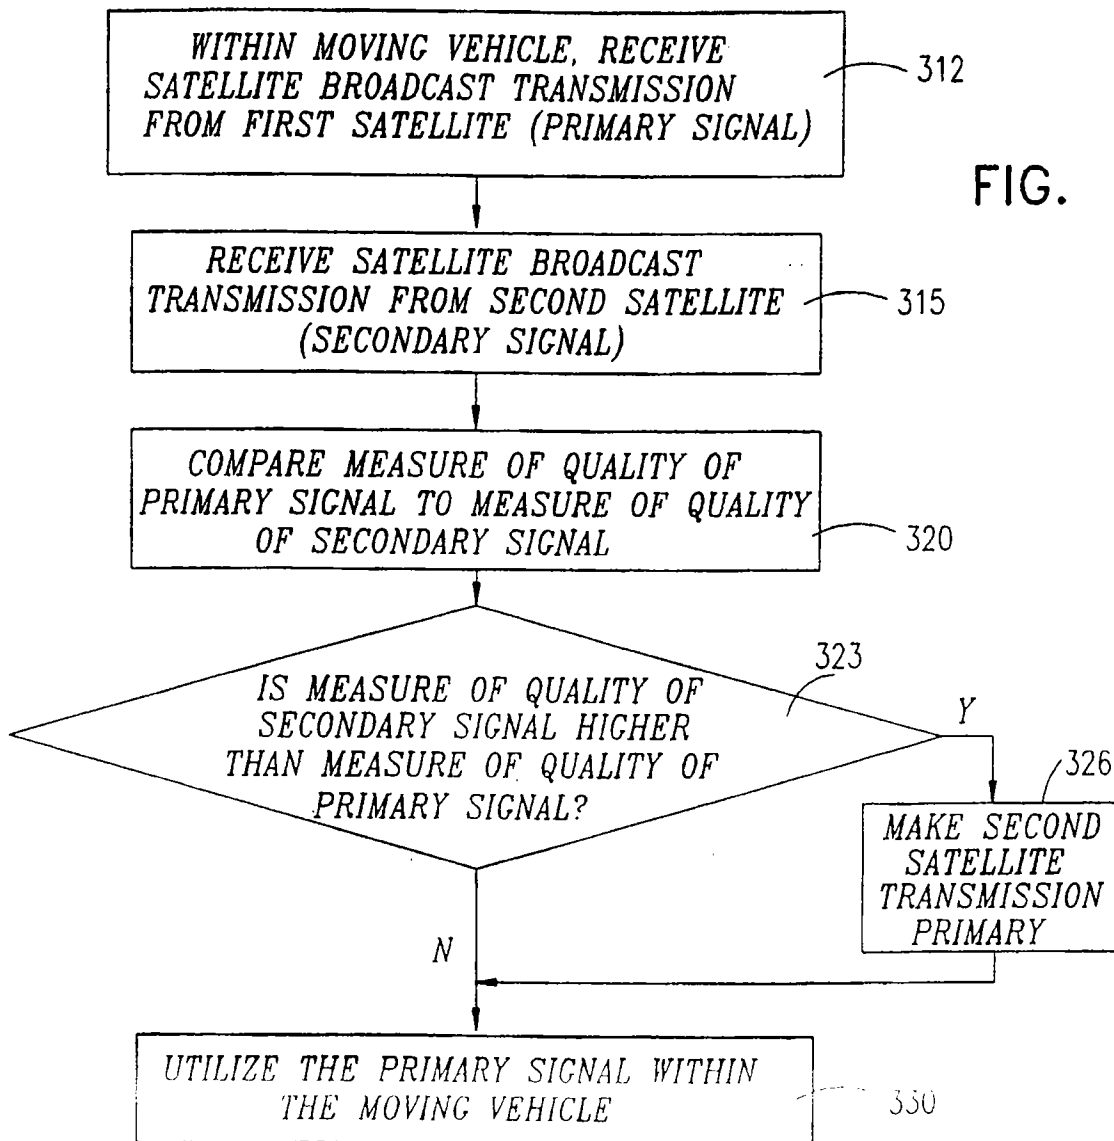 WITHIN MOVING VEHICLE, RECEIVE
SATELLITE BROADCAST TRANSMISSION
FROM FIRST SATELLITE (PRIMARY SIGNAL)
312
FIG.
RECEIVE SATELLITE BROADCAST
TRANSMISSION FROM SECOND SATELLITE
(SECONDARY SIGNAL)
315
COMPARE MEASURE OF QUALITY OF
PRIMARY SIGNAL TO MEASURE OF QUALITY
OF SECONDARY SIGNAL
320
IS MEASURE OF QUALITY OF
SECONDARY SIGNAL HIGHER
THAN MEASURE OF QUALITY OF
PRIMARY SIGNAL?
323
Y
326
MAKE SECOND
SATELLITE
TRANSMISSION
PRIMARY
N
UTILIZE THE PRIMARY SIGNAL WITHIN
THE MOVING VEHICLE
330